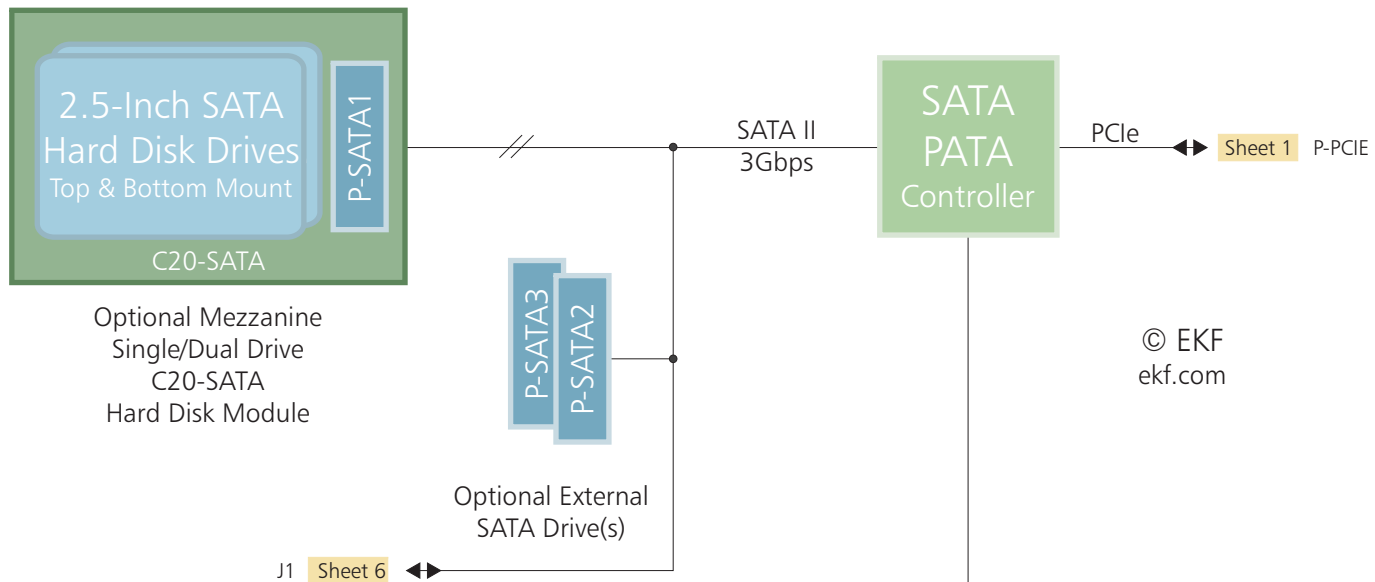 2.5-Inch SATA
Hard Disk Drives
Top & Bottom Mount
P-SATA1
C20-SATA
Optional Mezzanine
Single/Dual Drive
C20-SATA
Hard Disk Module
SATA II
3Gbps
SATA
PATA
Controller
PCIe
Sheet 1 P-PCIE
P-SATA3
P-SATA2
Optional External
SATA Drive(s)
© EKF
ekf.com
J1 Sheet 6